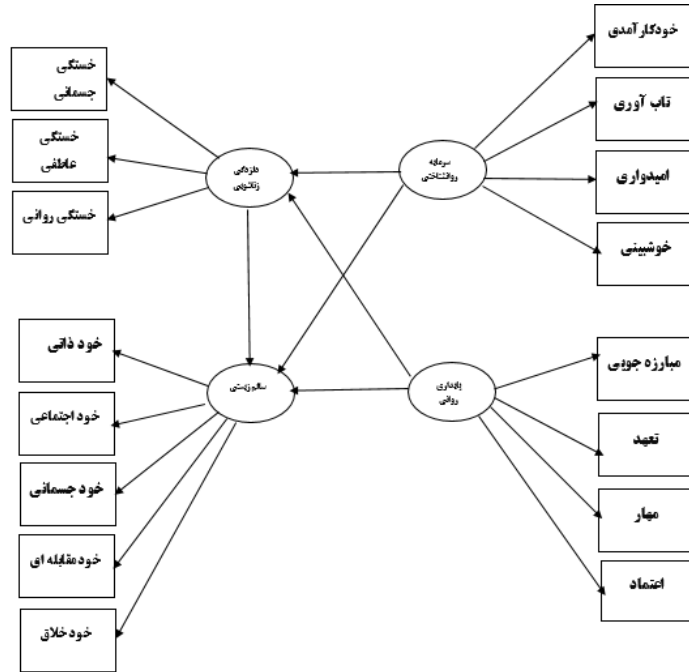 خودکارآمدی
تاب آوری
امیدواری
خوشبینی
سرمایه
روانشناختی
دلزدگی
زناشویی
خستگی
جسمانی
خستگی
عاطفی
خستگی روانی
مبارزه جویی
تعهد
مهار
اعتماد
پایداری
روانی
سالم زیستی
خود ذاتی
خود اجتماعی
خود جسمانی
خود مقابله ای
خود خلاق